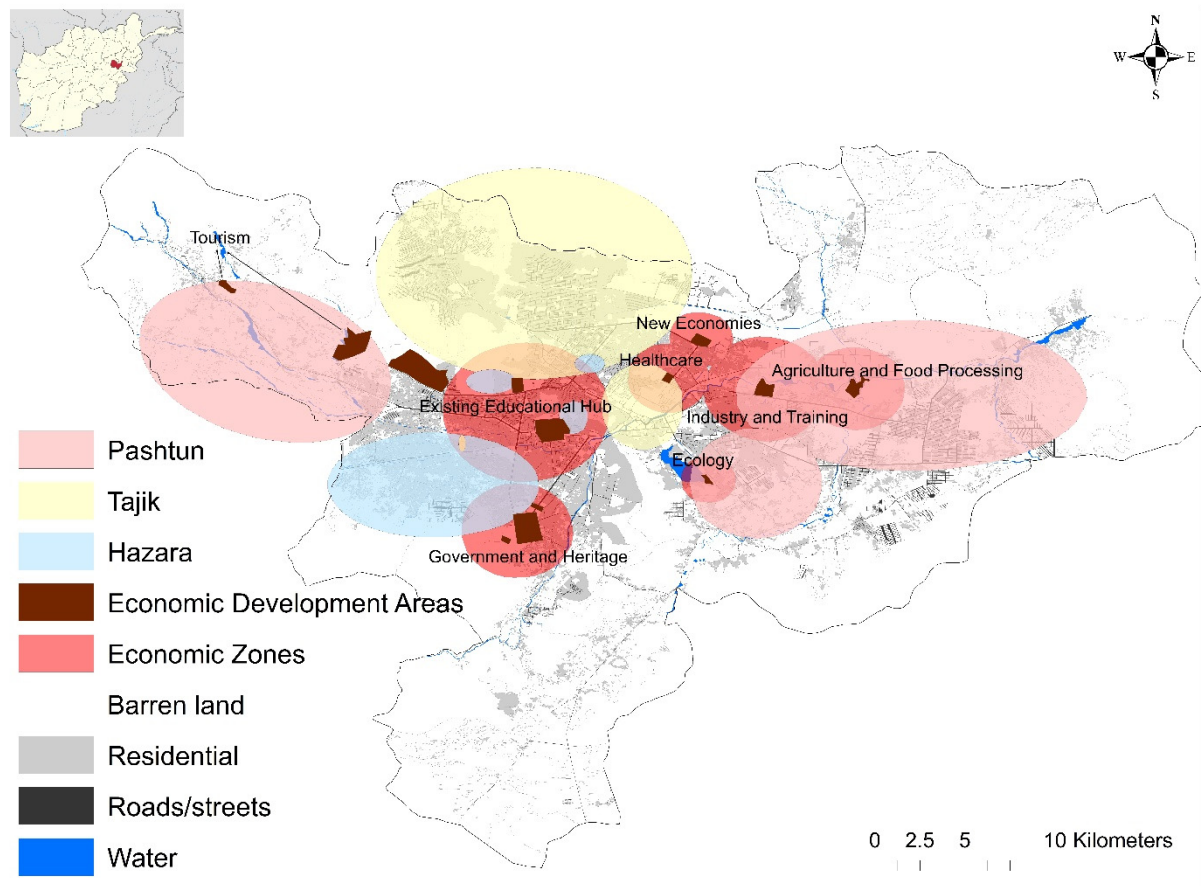 N
W E
S
Tourism
New Economies
Healthcare
Agriculture and Food Processing
Existing Educational Hub
Industry and Training
Ecology
Government and Heritage
Pashtun
Tajik
Hazara
Economic Development Areas
Economic Zones
Barren land
Residential
Roads/streets
Water
0 2.5 5 10 Kilometers